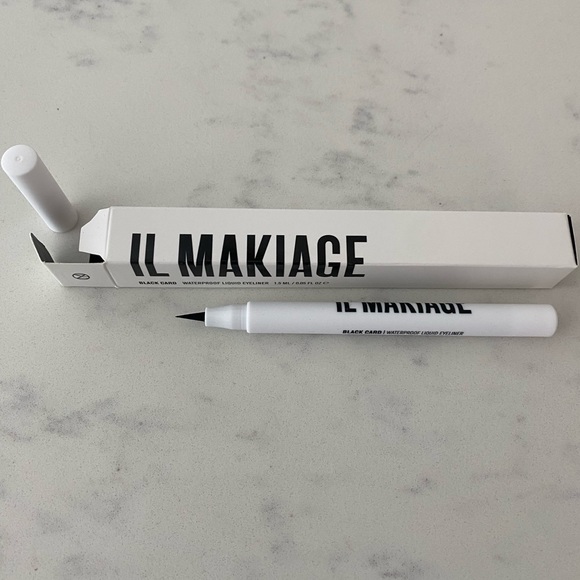 IL MAKIAGE
BLACK CARD WATERPROOF LIQUID EYELINER
IL MAKIAGE
BLACK CARD | WATERPROOF LIQUID EYELINER